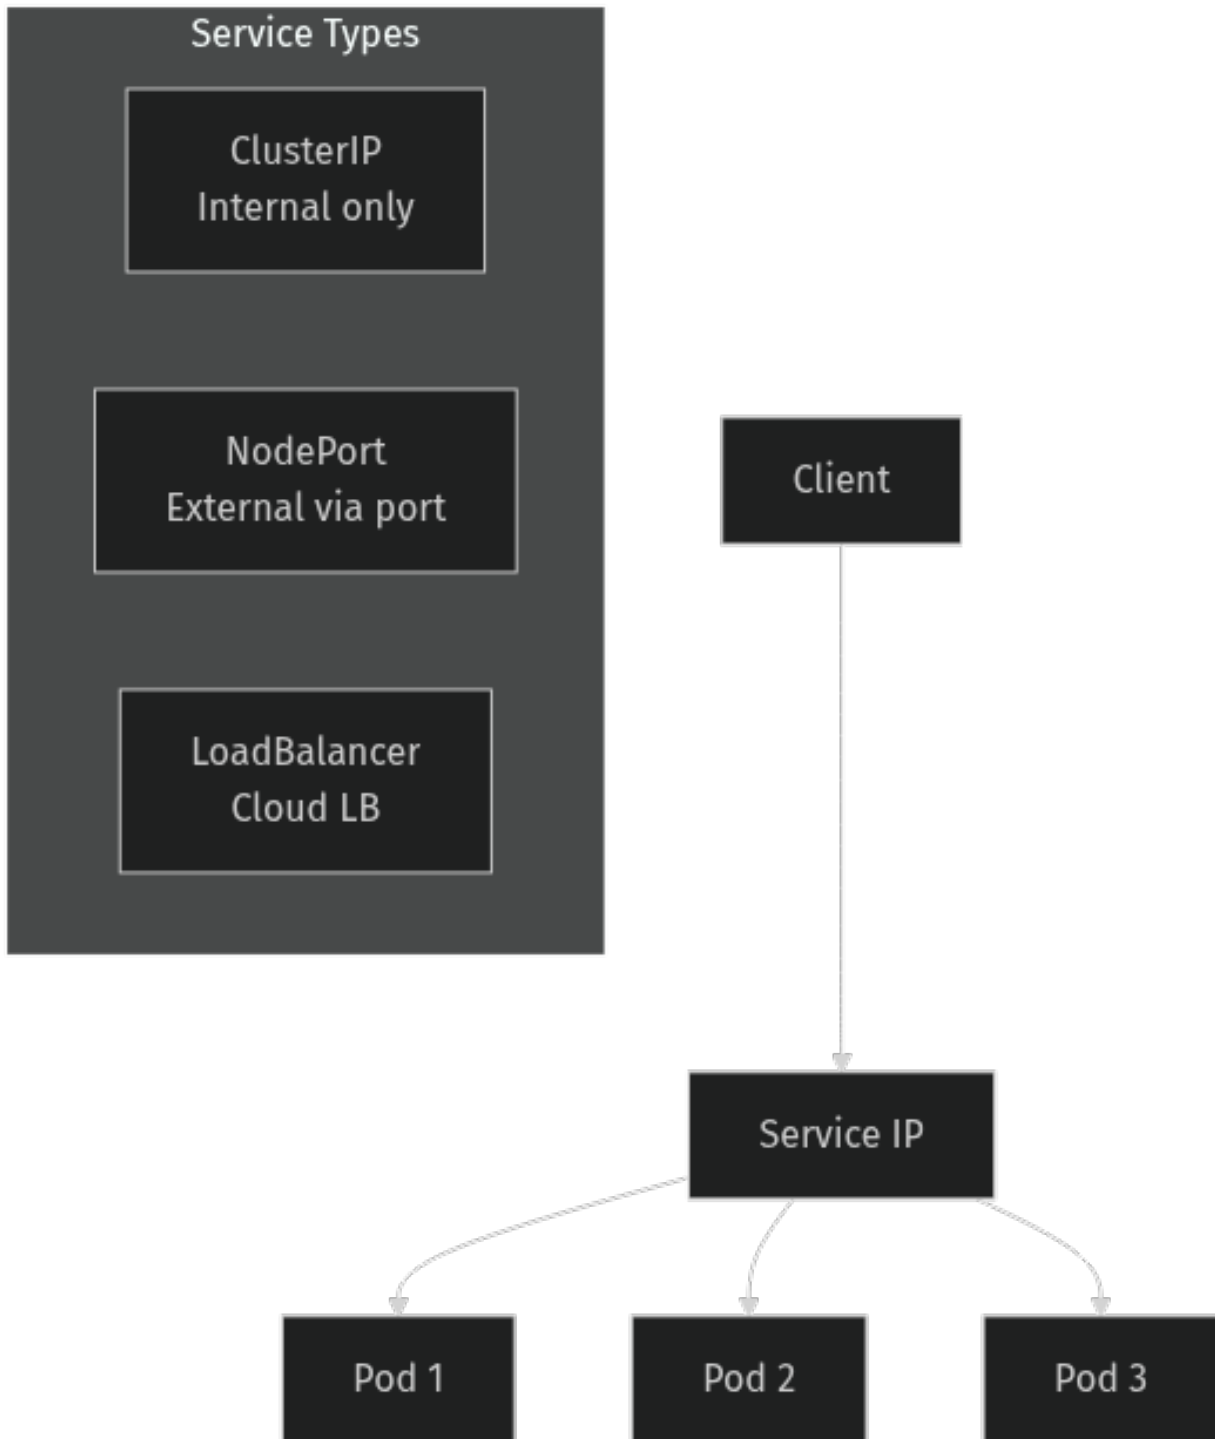 Service Types
ClusterIP
Internal only
NodePort
External via port
Client
LoadBalancer
Cloud LB
Service IP
Pod 1
Pod 2
Pod 3